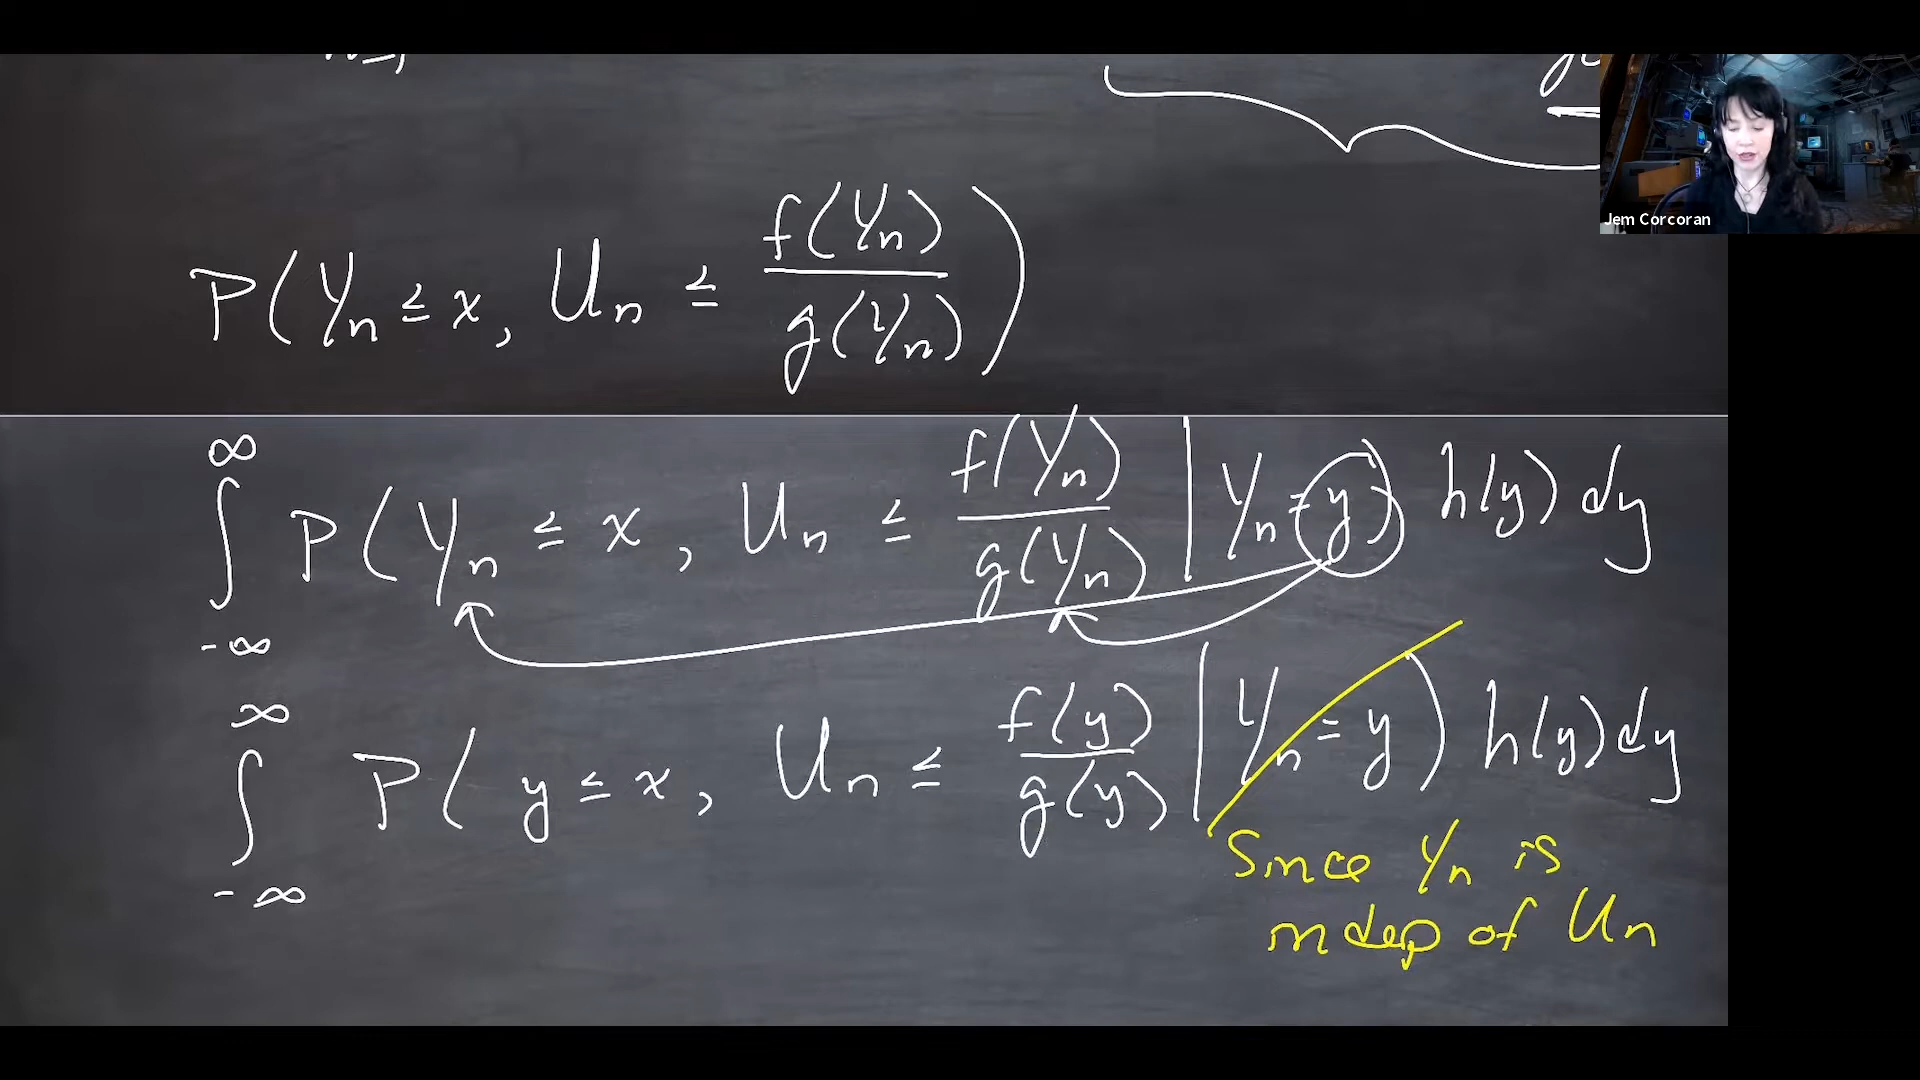 n=1
g(
Jem Corcoran
P(Yn ≤ x, Un ≤ f(Yn)/g(Yn))
∫_{-∞}^{∞} P(Yn ≤ x, Un ≤ f(Yn)/g(Yn) | Yn = y) h(y) dy
∫_{-∞}^{∞} P(y ≤ x, Un ≤ f(y)/g(y) | Yn = y) h(y) dy
Since Yn is
indep of Un